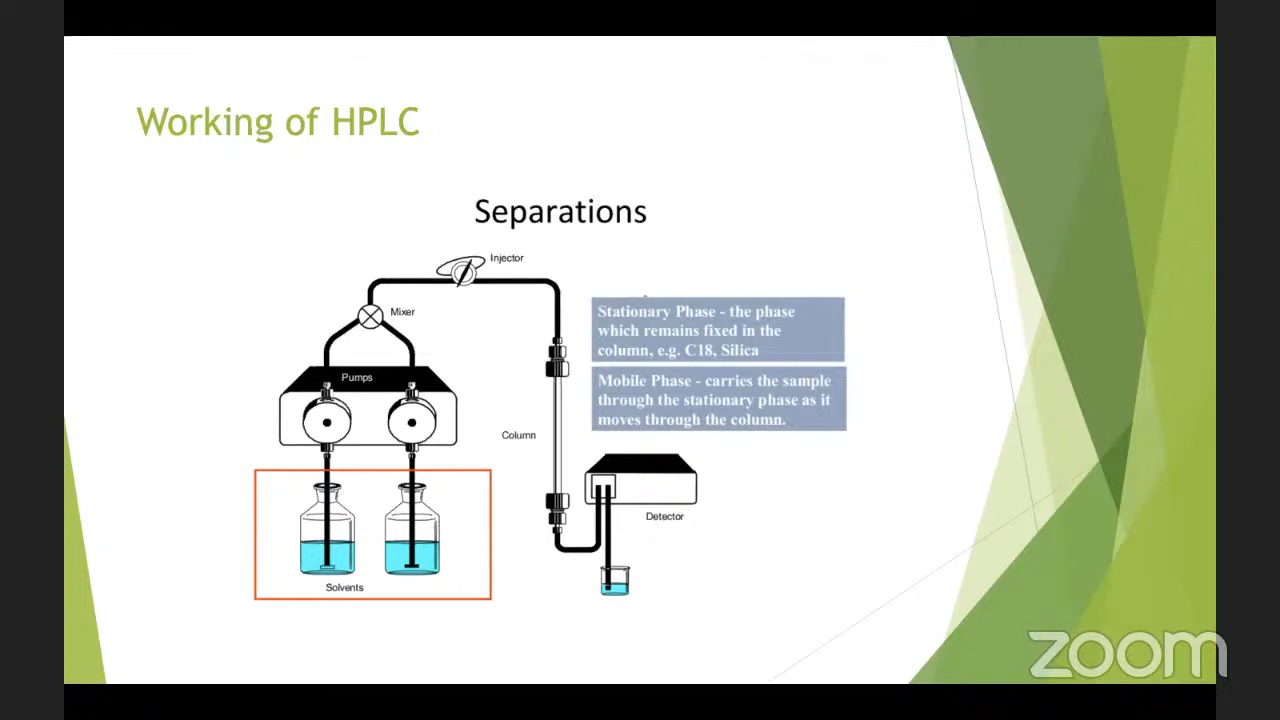 Working of HPLC
Separations
Injector
Mixer
Stationary Phase - the phase
which remains fixed in the
column, e.g. C18, Silica
Pumps
Mobile Phase - carries the sample
through the stationary phase as it
moves through the column.
Column
Detector
Solvents
zoom